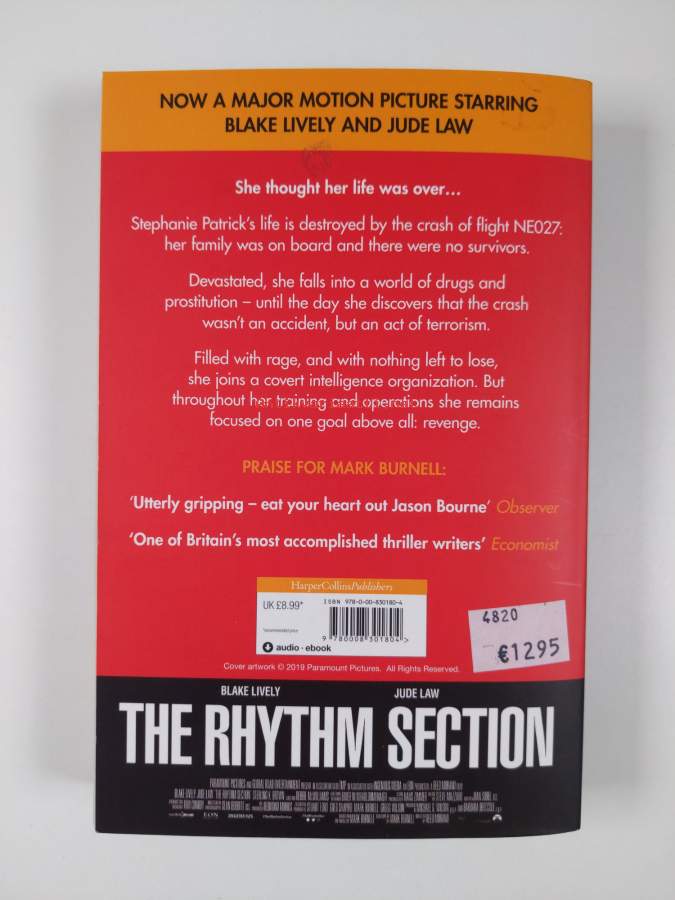 NOW A MAJOR MOTION PICTURE STARRING
BLAKE LIVELY AND JUDE LAW
She thought her life was over...
Stephanie Patrick's life is destroyed by the crash of flight NE027:
her family was on board and there were no survivors.
Devastated, she falls into a world of drugs and
prostitution – until the day she discovers that the crash
wasn't an accident, but an act of terrorism.
Filled with rage, and with nothing left to lose,
she joins a covert intelligence organization. But
throughout her training and operations she remains
focused on one goal above all: revenge.
PRAISE FOR MARK BURNELL:
'Utterly gripping – eat your heart out Jason Bourne' Observer
'One of Britain's most accomplished thriller writers' Economist
HarperCollinsPublishers
ISBN 978-0-00-830180-4
UK £8.99*
*recommended price
9 780008 301804 >
audio · ebook
4820
€1295
Cover artwork © 2019 Paramount Pictures. All Rights Reserved.
BLAKE LIVELY JUDE LAW
THE RHYTHM SECTION